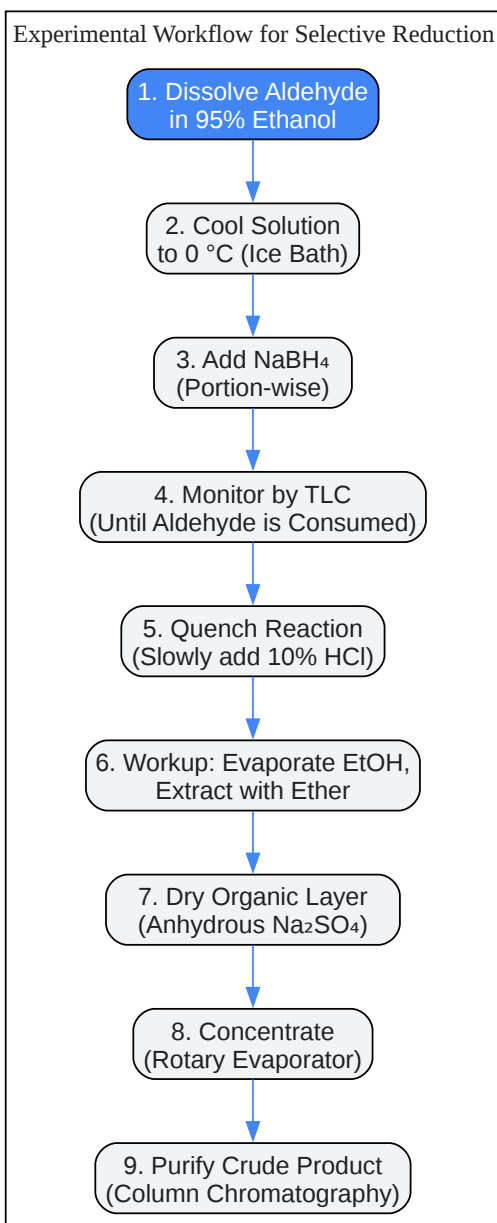 Experimental Workflow for Selective Reduction
1. Dissolve Aldehyde
in 95% Ethanol
2. Cool Solution
to 0 °C (Ice Bath)
3. Add NaBH₄
(Portion-wise)
4. Monitor by TLC
(Until Aldehyde is Consumed)
5. Quench Reaction
(Slowly add 10% HCl)
6. Workup: Evaporate EtOH,
Extract with Ether
7. Dry Organic Layer
(Anhydrous Na₂SO₄)
8. Concentrate
(Rotary Evaporator)
9. Purify Crude Product
(Column Chromatography)